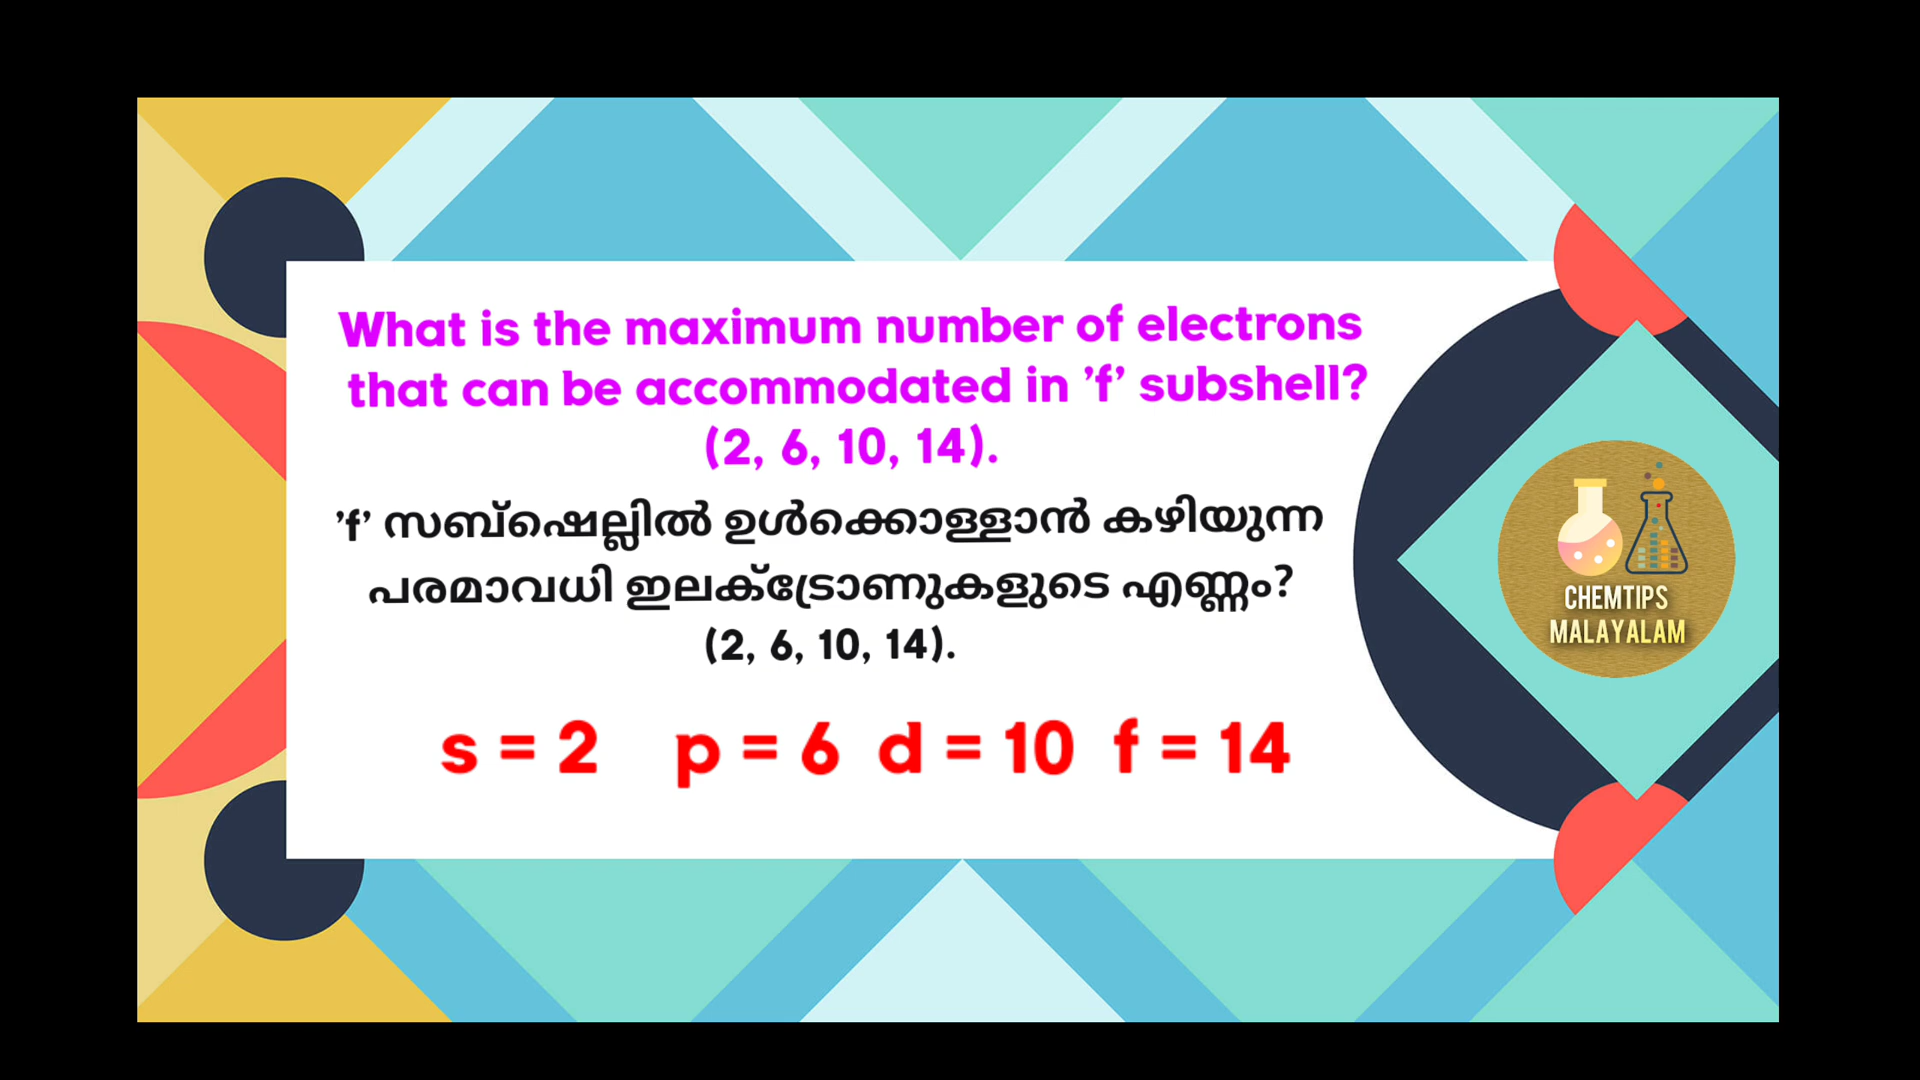 What is the maximum number of electrons
that can be accommodated in 'f' subshell?
(2, 6, 10, 14).
'f' സബ്ഷെല്ലിൽ ഉൾക്കൊള്ളാൻ കഴിയുന്ന
പരമാവധി ഇലക്ട്രോണുകളുടെ എണ്ണം?
(2, 6, 10, 14).
s = 2 p = 6 d = 10 f = 14
CHEMTIPS
MALAYALAM